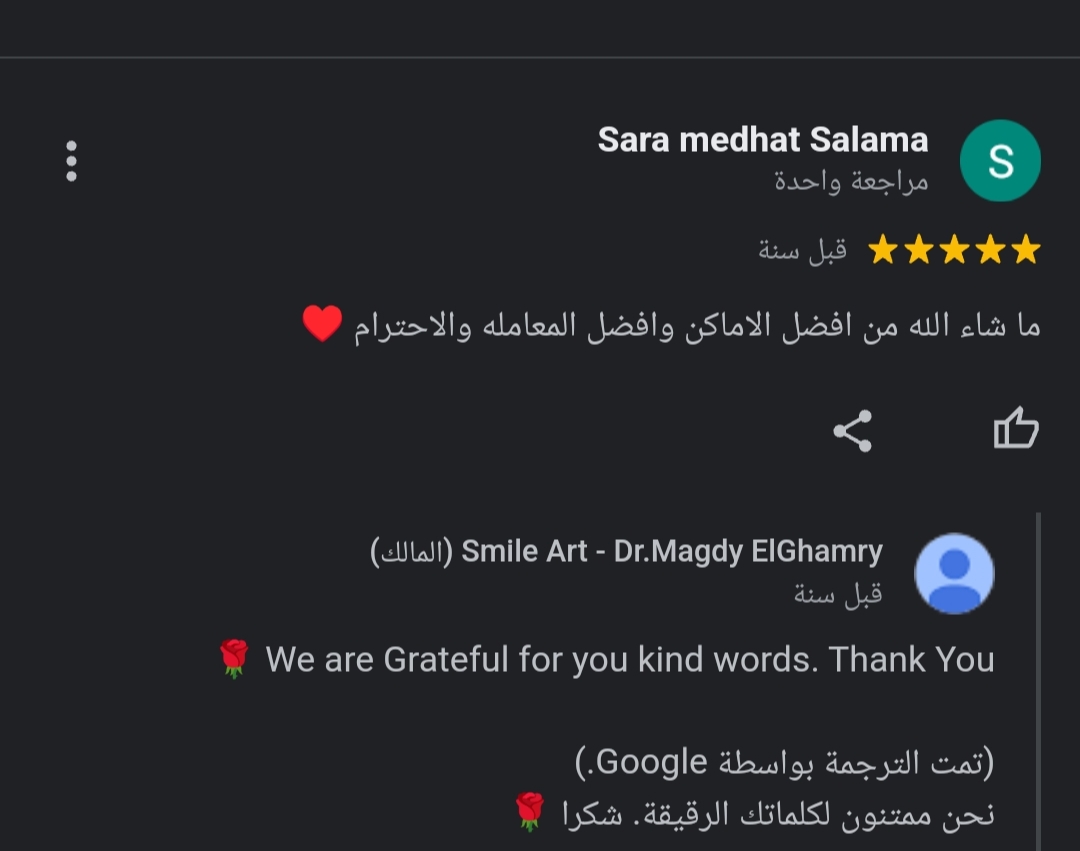 Sara medhat Salama
S
مراجعة واحدة
قبل سنة
ما شاء الله من افضل الاماكن وافضل المعامله والاحترام ❤️
Smile Art - Dr.Magdy ElGhamry (المالك)
قبل سنة
We are Grateful for you kind words. Thank You 🌹
(تمت الترجمة بواسطة Google.)
نحن ممتنون لكلماتك الرقيقة. شكرا 🌹